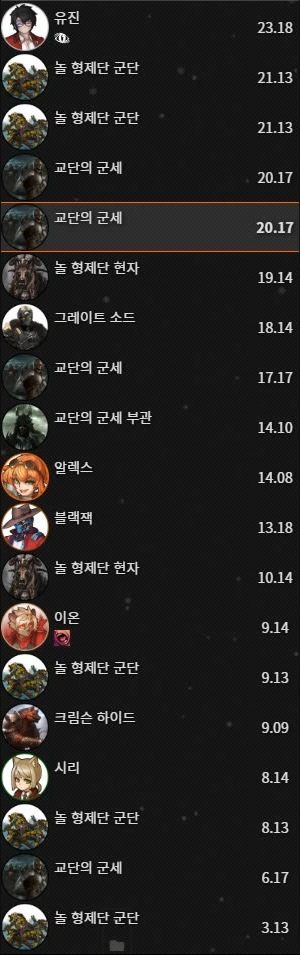 유진
23.18
놀 형제단 군단
21.13
놀 형제단 군단
21.13
교단의 군세
20.17
교단의 군세
20.17
놀 형제단 현자
19.14
그레이트 소드
18.14
교단의 군세
17.17
교단의 군세 부관
14.10
알렉스
14.08
블랙잭
13.18
놀 형제단 현자
10.14
이온
9.14
놀 형제단 군단
9.13
크림슨 하이드
9.09
시리
8.14
놀 형제단 군단
8.13
교단의 군세
6.17
놀 형제단 군단
3.13